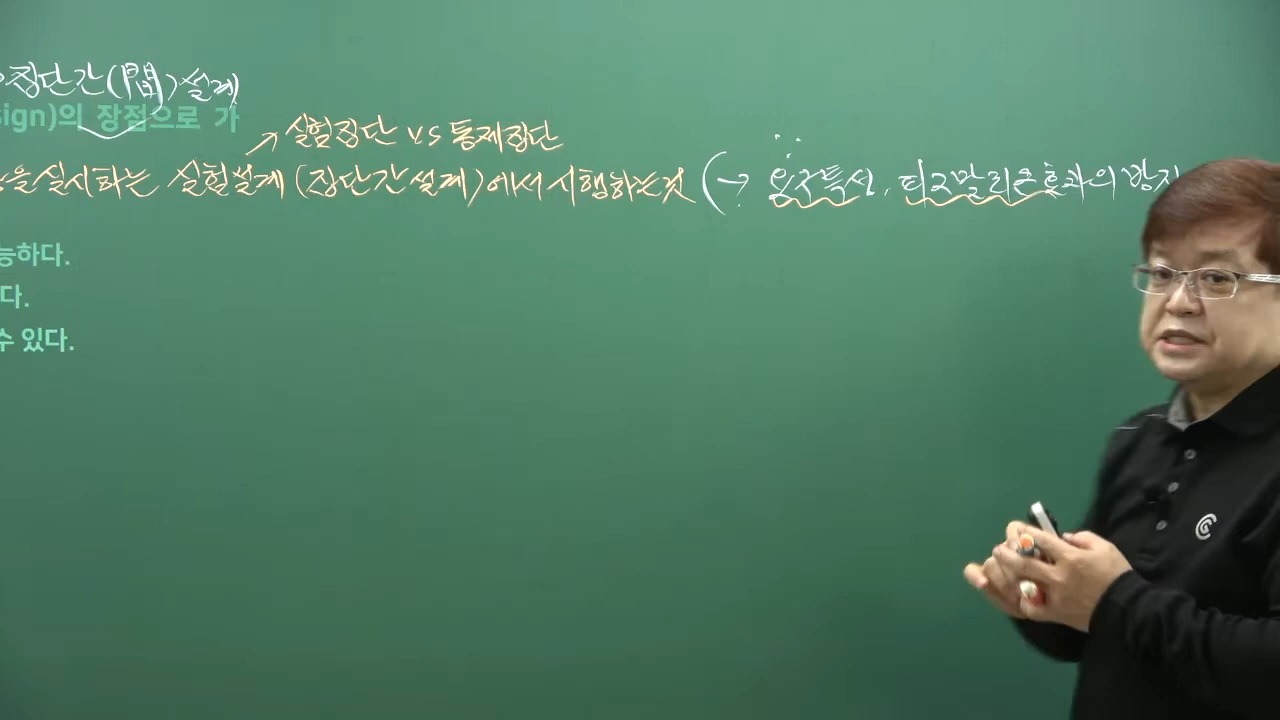 집단간(間)설계
sign)의 장점으로 가
↗ 실험집단 vs 통제집단
을 실시하는 실험설계 (집단간설계)에서 시행하는것 (→ 요구특성, 피그말리온효과의 방지
능하다.
다.
수 있다.